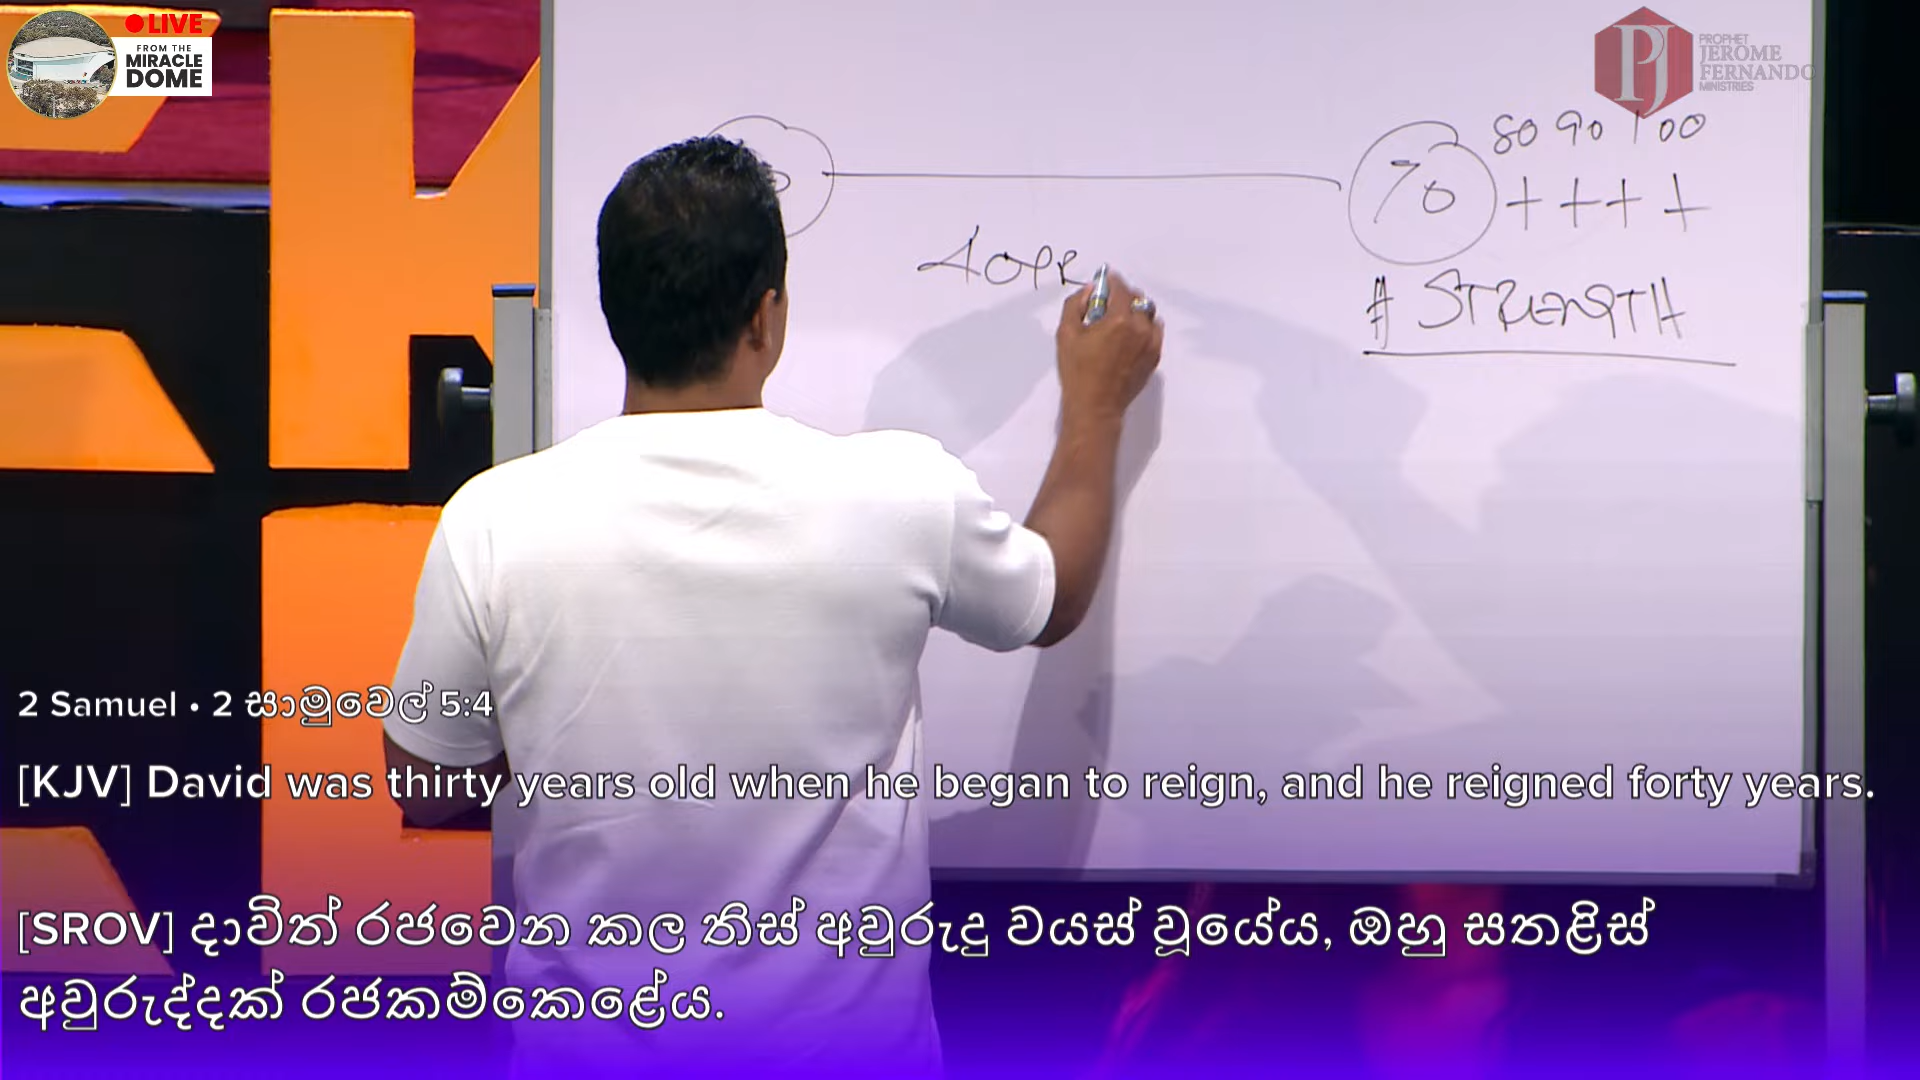 LIVE
FROM THE
MIRACLE
DOME
PROPHET
JEROME
FERNANDO
MINISTRIES
80 90 100
70 + + + +
40
# STRENGTH
2 Samuel • 2 සාමුවෙල් 5:4
[KJV] David was thirty years old when he began to reign, and he reigned forty years.
[SROV] දාවිත් රජවෙන කල තිස් අවුරුදු වයස් වූයේය, ඔහු සතළිස්
අවුරුද්දක් රජකම්කෙළේය.